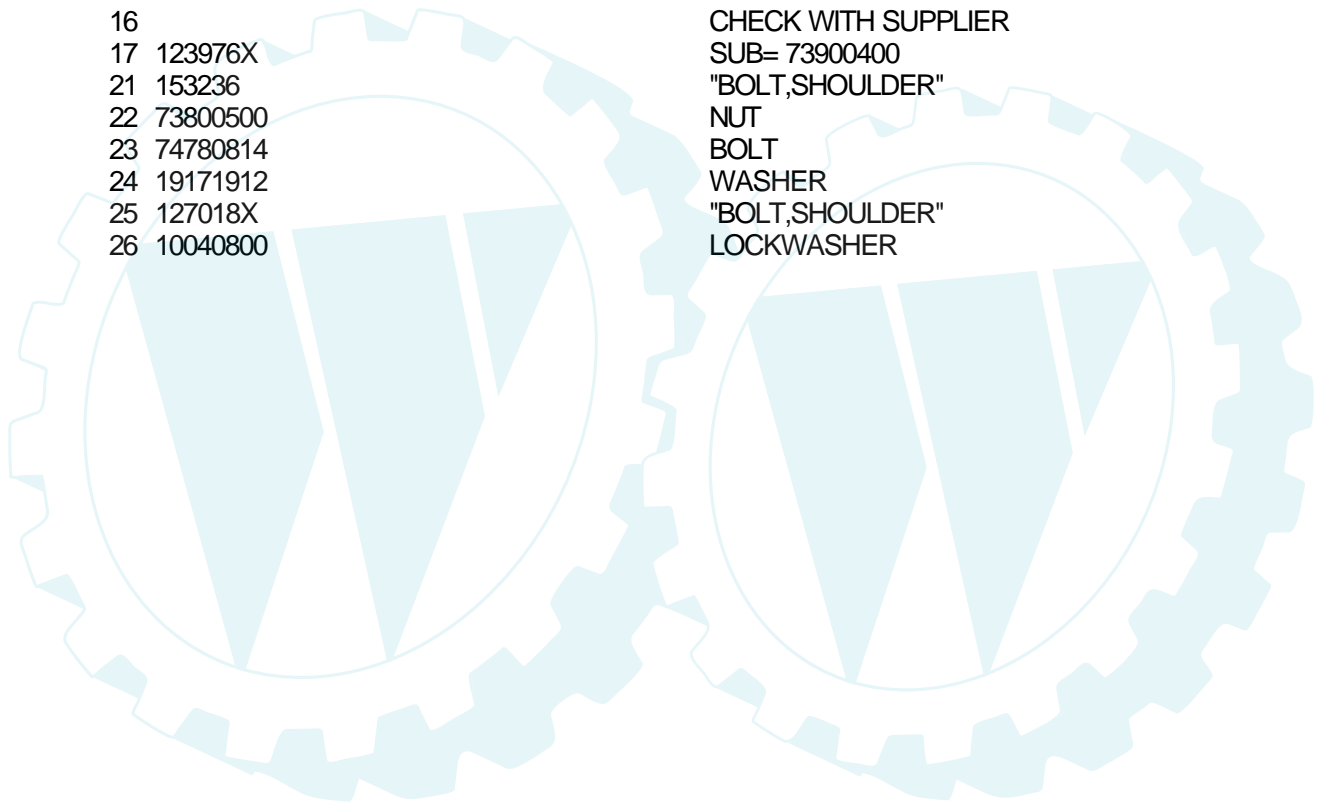 16 CHECK WITH SUPPLIER
17 123976X SUB= 73900400
21 153236 "BOLT,SHOULDER"
22 73800500 NUT
23 74780814 BOLT
24 19171912 WASHER
25 127018X "BOLT,SHOULDER"
26 10040800 LOCKWASHER